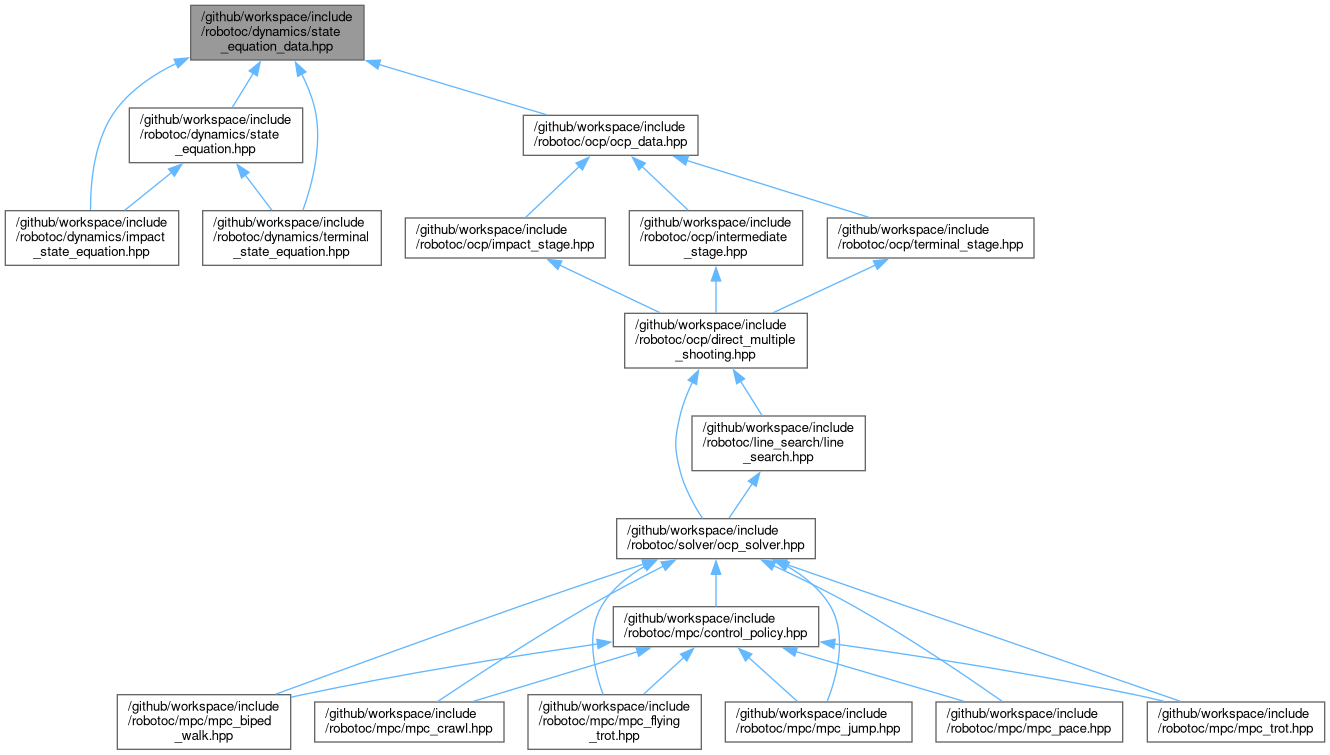 /github/workspace/include
/robotoc/dynamics/state
_equation_data.hpp
/github/workspace/include
/robotoc/dynamics/state
_equation.hpp
/github/workspace/include
/robotoc/ocp/ocp_data.hpp
/github/workspace/include
/robotoc/dynamics/impact
_state_equation.hpp
/github/workspace/include
/robotoc/dynamics/terminal
_state_equation.hpp
/github/workspace/include
/robotoc/ocp/impact_stage.hpp
/github/workspace/include
/robotoc/ocp/intermediate
_stage.hpp
/github/workspace/include
/robotoc/ocp/terminal_stage.hpp
/github/workspace/include
/robotoc/ocp/direct_multiple
_shooting.hpp
/github/workspace/include
/robotoc/line_search/line
_search.hpp
/github/workspace/include
/robotoc/solver/ocp_solver.hpp
/github/workspace/include
/robotoc/mpc/control_policy.hpp
/github/workspace/include
/robotoc/mpc/mpc_biped
_walk.hpp
/github/workspace/include
/robotoc/mpc/mpc_crawl.hpp
/github/workspace/include
/robotoc/mpc/mpc_flying
_trot.hpp
/github/workspace/include
/robotoc/mpc/mpc_jump.hpp
/github/workspace/include
/robotoc/mpc/mpc_pace.hpp
/github/workspace/include
/robotoc/mpc/mpc_trot.hpp